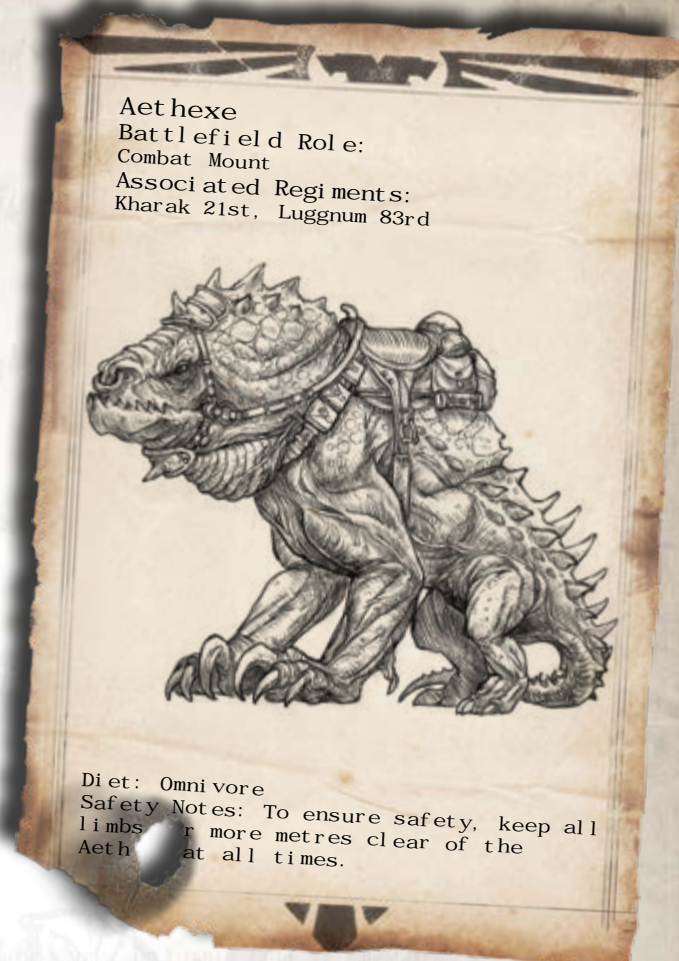 Aethexe
Battlefield Role:
Combat Mount
Associated Regiments:
Kharak 21st, Luggnum 83rd
Diet: Omnivore
Safety Notes: To ensure safety, keep all
limbs more metres clear of the
at all times.